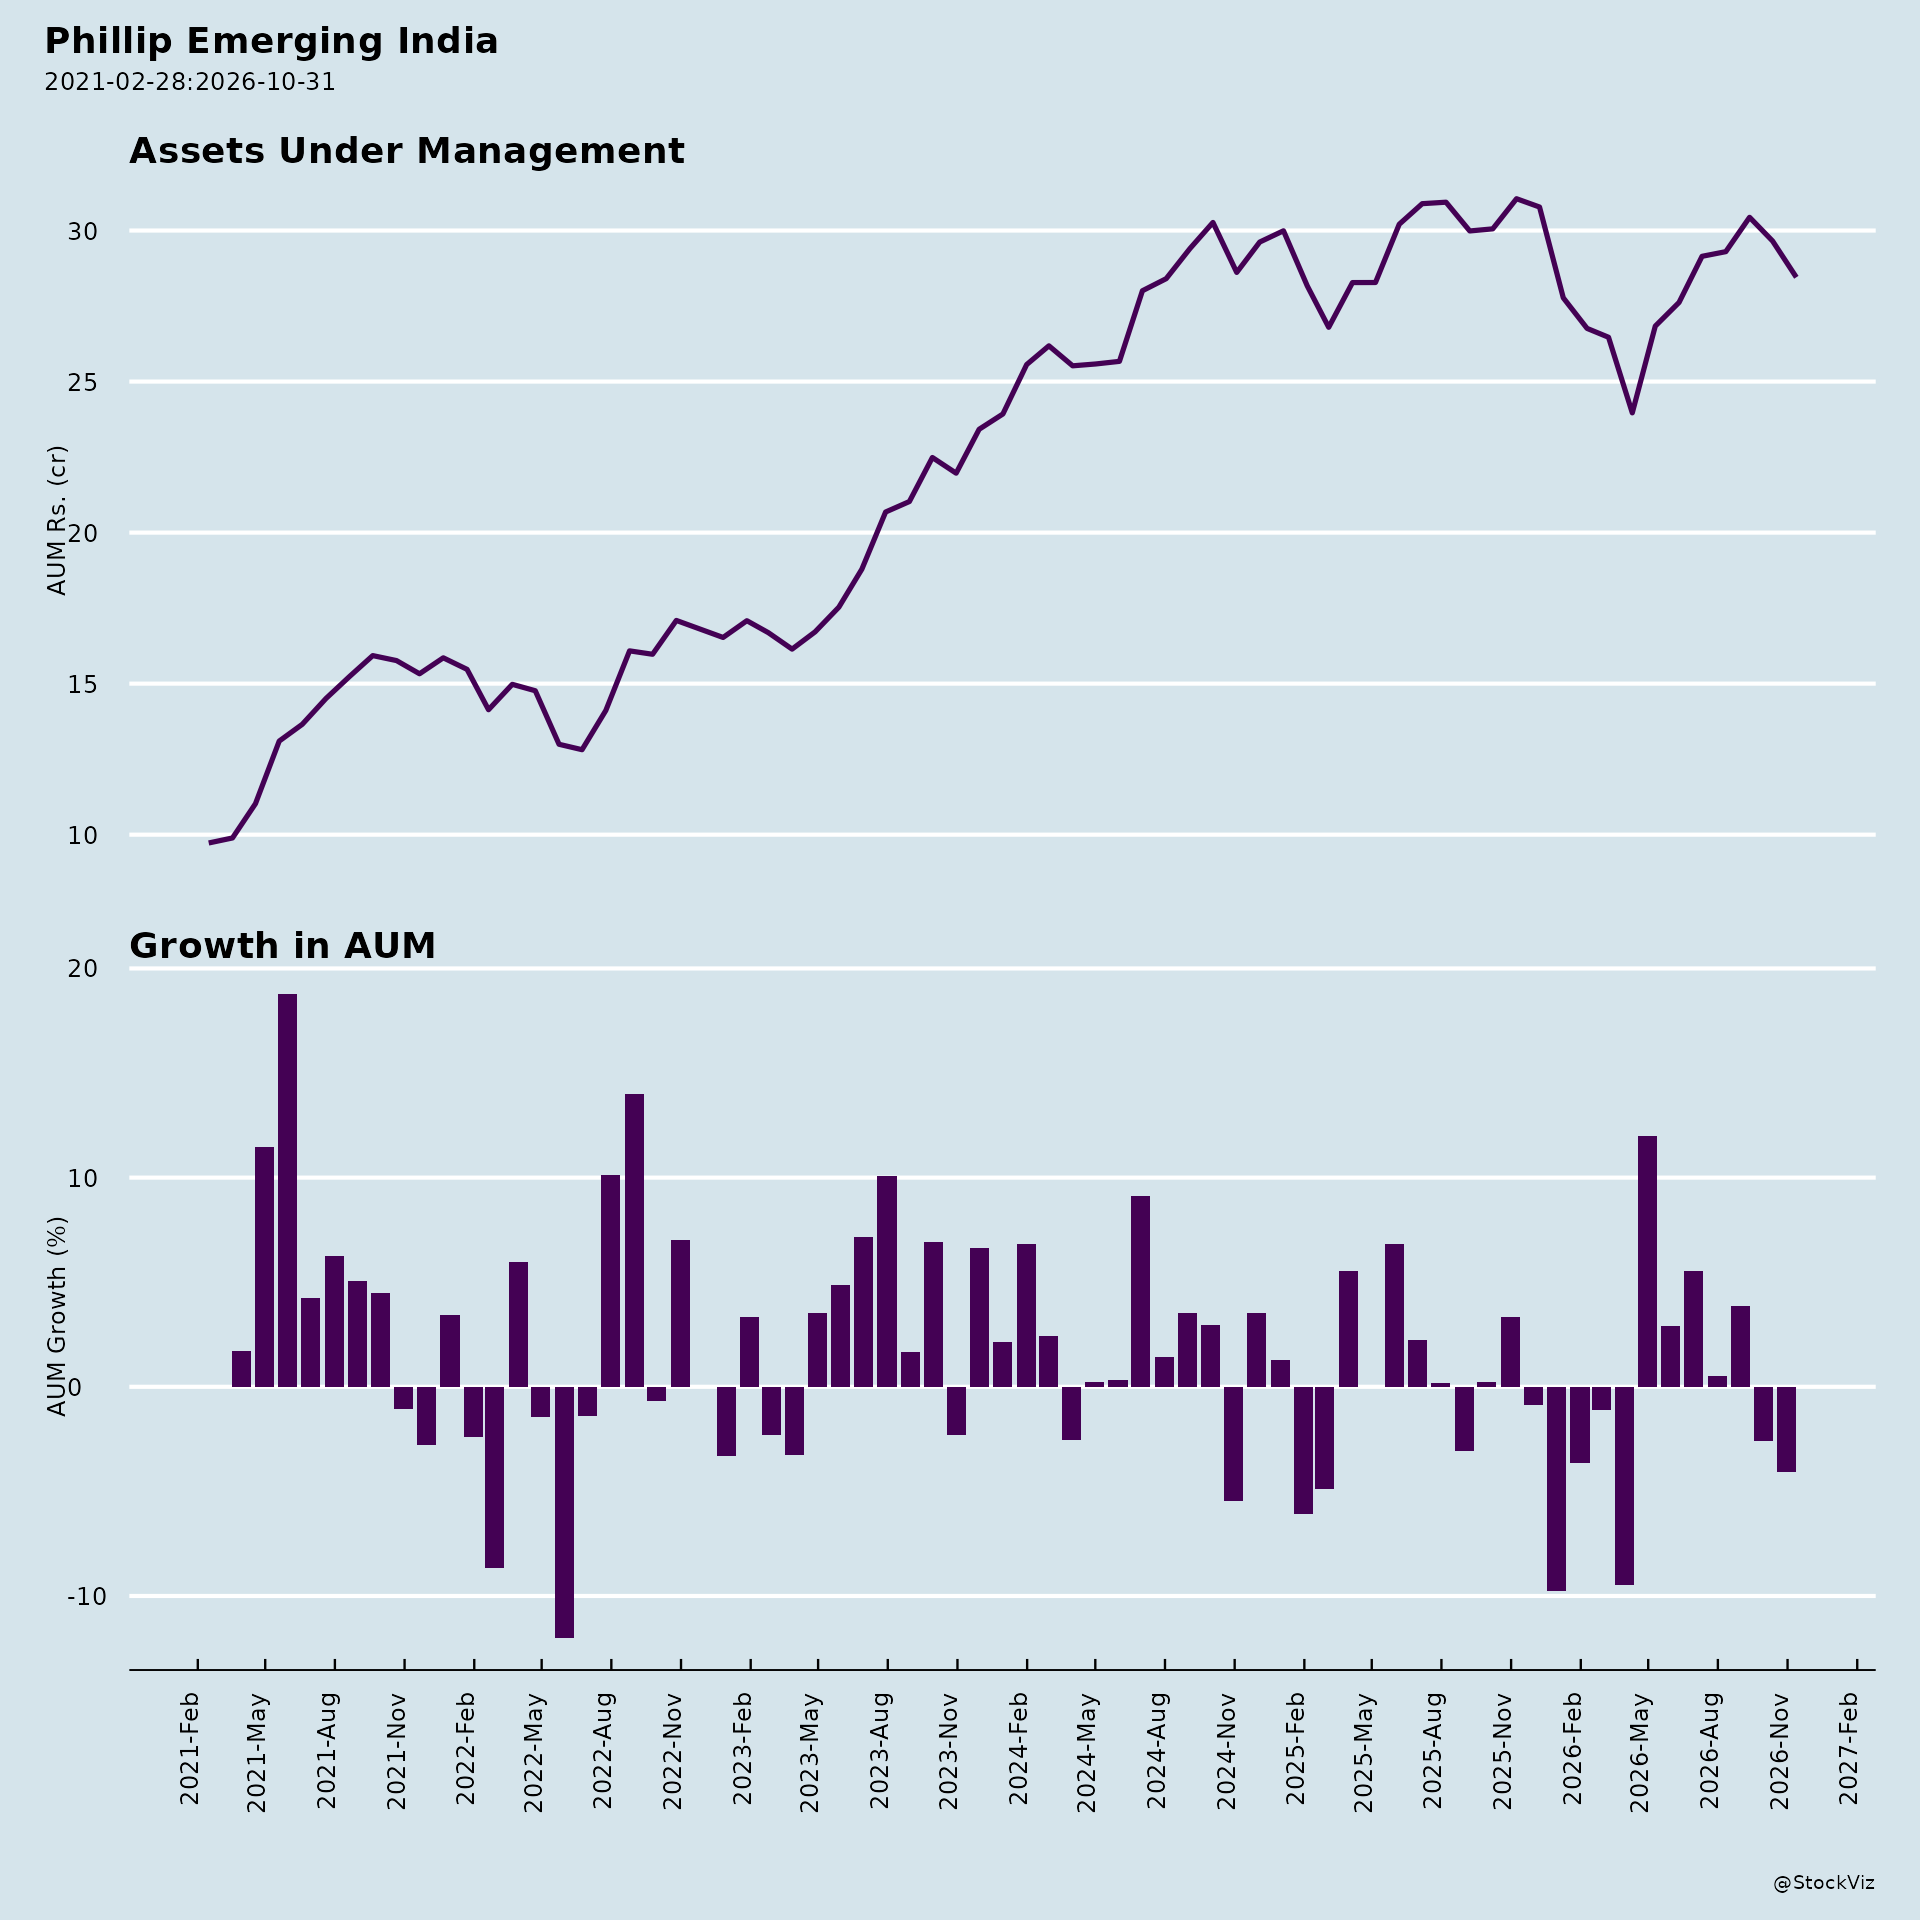 Phillip Emerging India
2021-02-28:2026-10-31
Assets Under Management
AUM Rs. (cr)
30
25
20
15
10
Growth in AUM
AUM Growth (%)
20
10
0
-10
2021-Feb
2021-May
2021-Aug
2021-Nov
2022-Feb
2022-May
2022-Aug
2022-Nov
2023-Feb
2023-May
2023-Aug
2023-Nov
2024-Feb
2024-May
2024-Aug
2024-Nov
2025-Feb
2025-May
2025-Aug
2025-Nov
2026-Feb
2026-May
2026-Aug
2026-Nov
2027-Feb
@StockViz